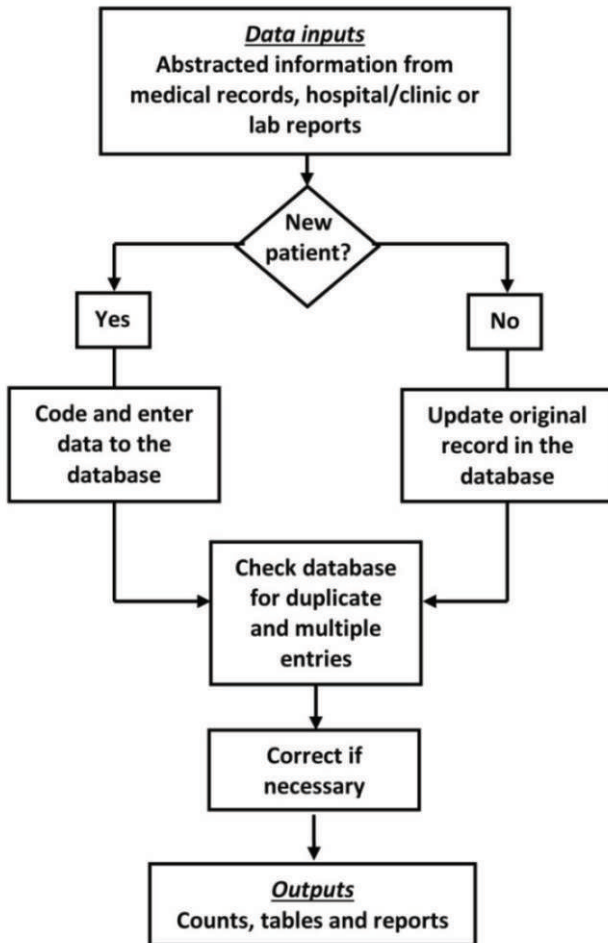 Data inputs
Abstracted information from
medical records, hospital/clinic or
lab reports
New
patient?
Yes
No
Code and enter
data to the
database
Update original
record in the
database
Check database
for duplicate
and multiple
entries
Correct if
necessary
Outputs
Counts, tables and reports